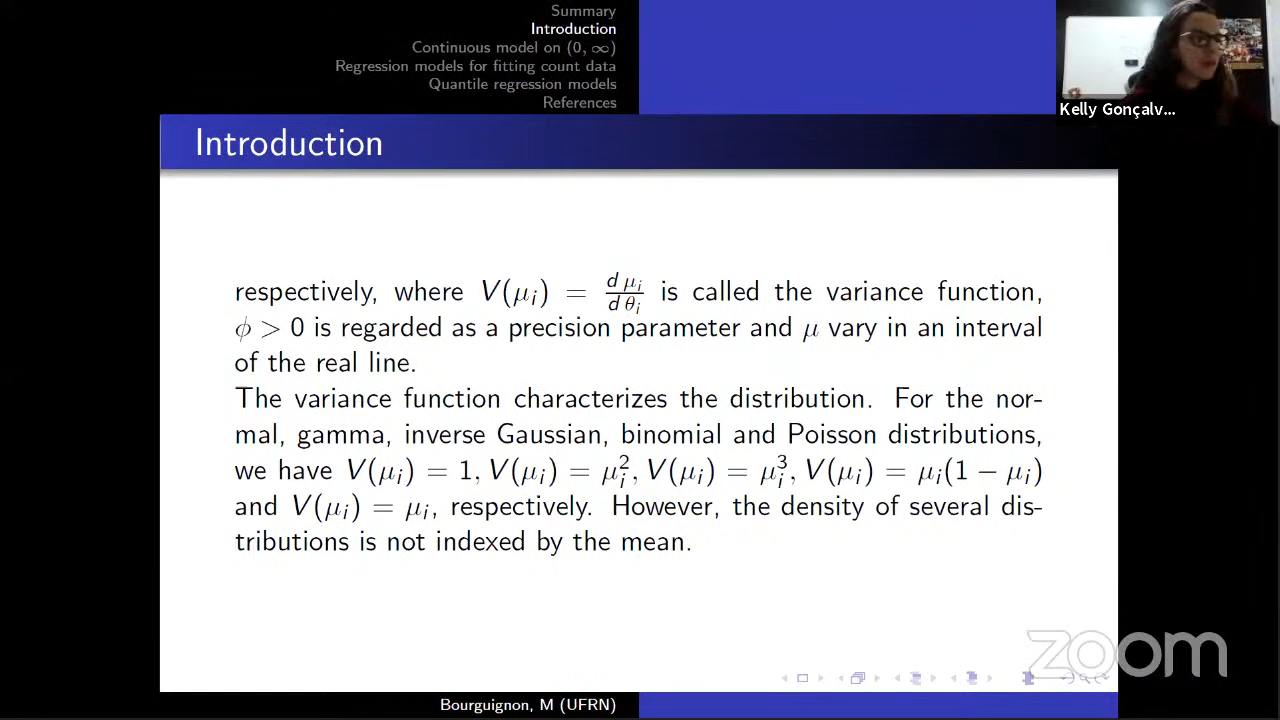 Summary
Introduction
Continuous model on (0, ∞)
Regression models for fitting count data
Quantile regression models
References
Kelly Gonçalv...
Introduction
respectively, where V(μᵢ) = d μᵢ / d θᵢ is called the variance function,
ϕ > 0 is regarded as a precision parameter and μ vary in an interval
of the real line.
The variance function characterizes the distribution. For the nor-
mal, gamma, inverse Gaussian, binomial and Poisson distributions,
we have V(μᵢ) = 1, V(μᵢ) = μᵢ², V(μᵢ) = μᵢ³, V(μᵢ) = μᵢ(1 − μᵢ)
and V(μᵢ) = μᵢ, respectively. However, the density of several dis-
tributions is not indexed by the mean.
zoom
Bourguignon, M (UFRN)